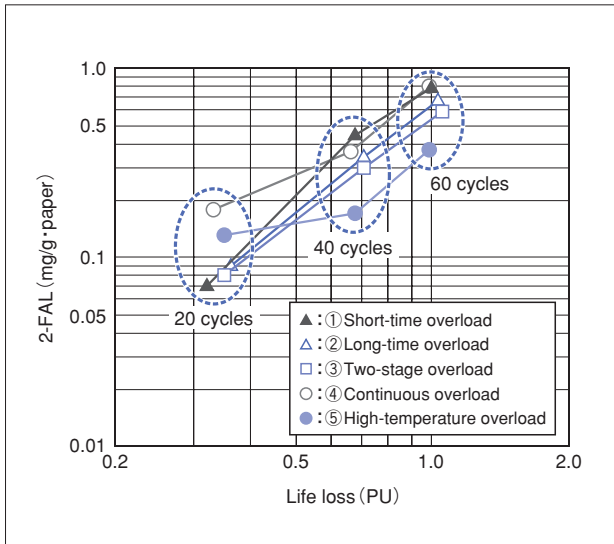 1.0
0.5
0.1
0.05
0.01
2-FAL（mg/g·paper）
20 cycles
40 cycles
60 cycles
：①Short-time overload
：②Long-time overload
：③Two-stage overload
：④Continuous overload
：⑤High-temperature overload
0.2 0.5 1.0 2.0
Life loss（PU）